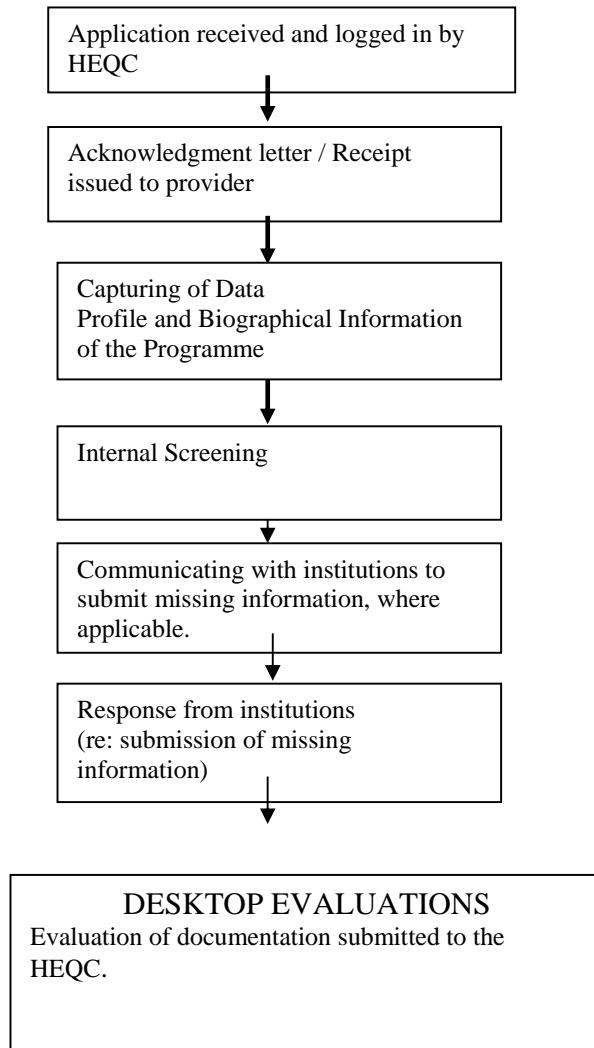 Application received and logged in by
HEQC
Acknowledgment letter / Receipt
issued to provider
Capturing of Data
Profile and Biographical Information
of the Programme
Internal Screening
Communicating with institutions to
submit missing information, where
applicable.
Response from institutions
(re: submission of missing
information)
DESKTOP EVALUATIONS
Evaluation of documentation submitted to the
HEQC.